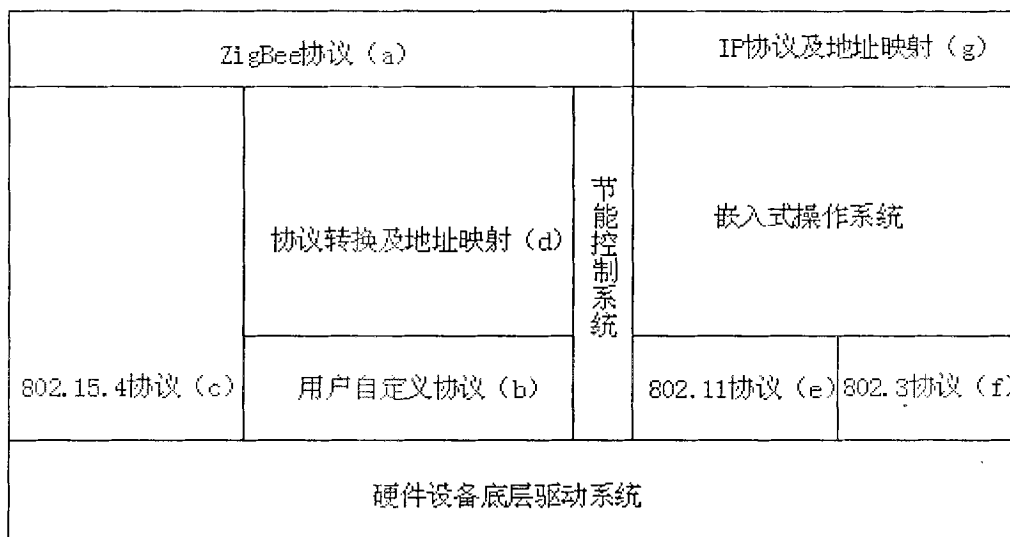 ZigBee协议（a）
IP协议及地址映射（g）
协议转换及地址映射（d）
节能控制系统
嵌入式操作系统
802.15.4协议（c）
用户自定义协议（b）
802.11协议（e）
802.3协议（f）
硬件设备底层驱动系统